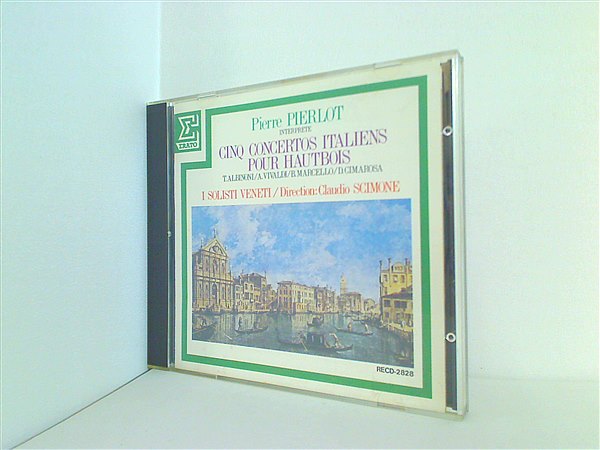 ERATO
Pierre PIERLOT
INTERPRÈTE
CINQ CONCERTOS ITALIENS
POUR HAUTBOIS
T.ALBINONI/A.VIVALDI/B.MARCELLO/D.CIMAROSA
I SOLISTI VENETI/Direction:Claudio SCIMONE
RECD-2828